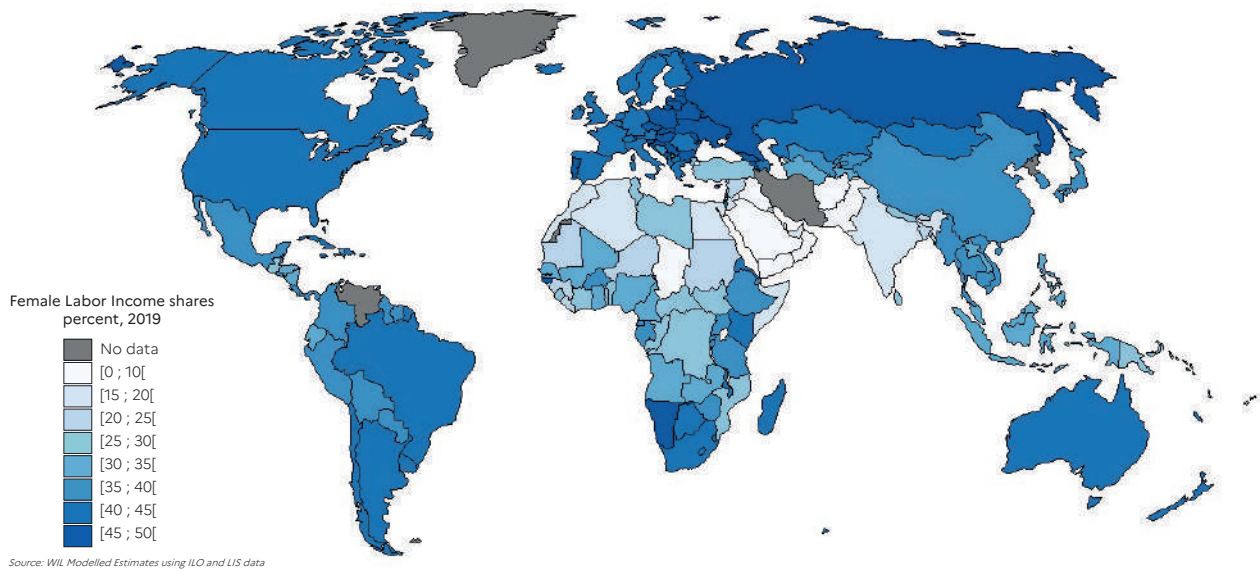 Female Labor Income shares
percent, 2019
No data
[0 ; 10[
[15 ; 20[
[20 ; 25[
[25 ; 30[
[30 ; 35[
[35 ; 40[
[40 ; 45[
[45 ; 50[
Source: WIL Modelled Estimates using ILO and LIS data